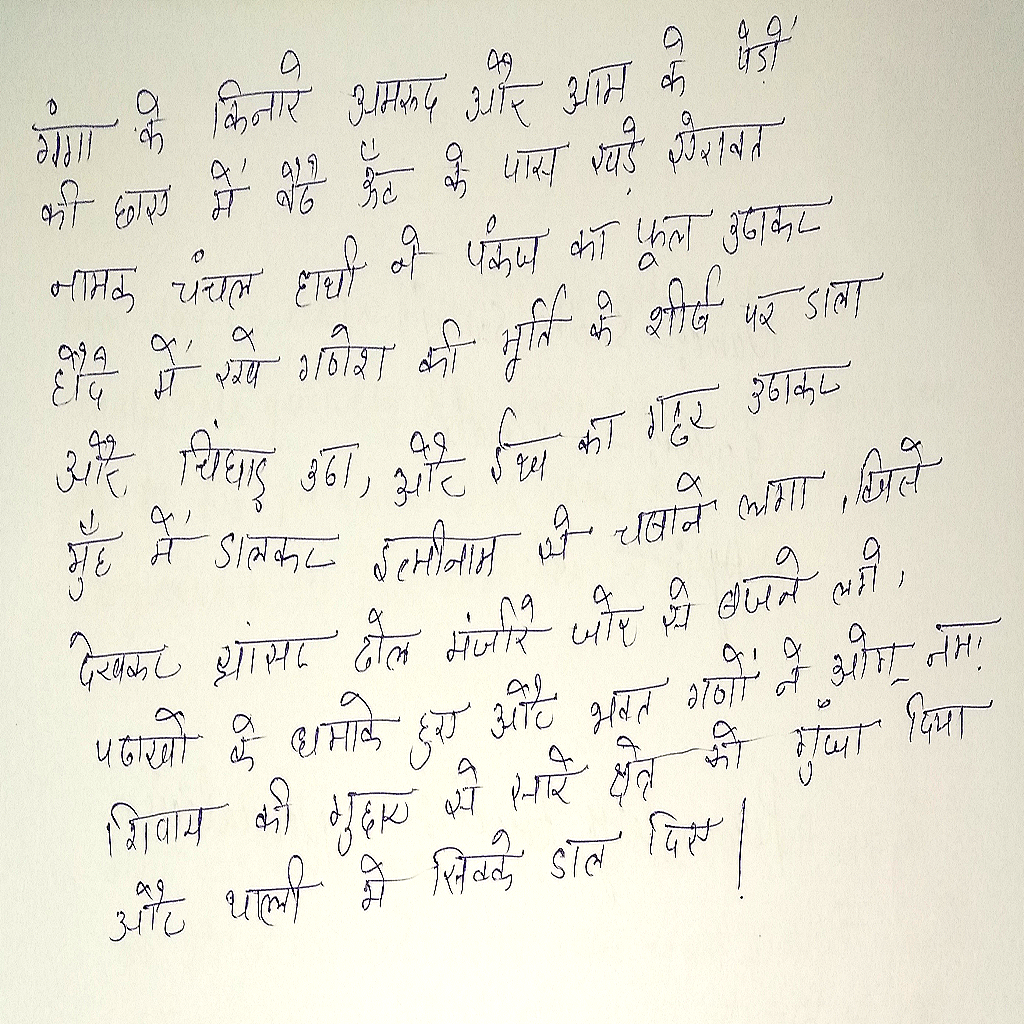 गंगा के किनारे अमरुद और आम के पेड़ों
की छाए में बैठे ऊँट के पास खड़े ऐरावत
नामक चंचल हाथी ने पंकज का फूल उठाकर
हौदे में रखे गणेश की मूर्ति के शीर्ष पर डाला
और चिंघाड़ उठा, और ईख का गट्ठर उठाकर
मुँह में डालकर इत्मीनाम से चबाने लगा , जिसे
देखकर झांसर ढोल मंजीरे जोर से बजने लगे,
पटाखों के धमाके हुए और भक्त गणों ने ओम् नमः
शिवाय की गुहार से सारे क्षेत्र को गुँजा दिया
और थाली में सिक्के डाल दिए |